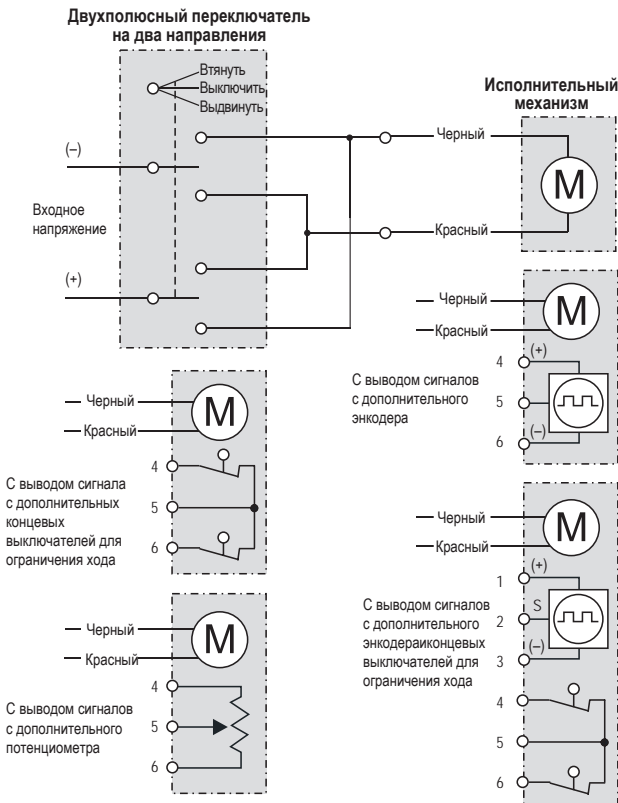 Двухполюсный переключатель
на два направления
Втянуть
Выключить
Выдвинуть
(–)
Входное
напряжение
(+)
Исполнительный
механизм
Черный
M
Красный
Черный
Красный
M
4
(+)
5
6
(–)
С выводом сигналов
с дополнительного
энкодера
Черный
Красный
M
4
5
6
С выводом сигнала
с дополнительных
концевых
выключателей для
ограничения хода
Черный
Красный
M
1
(+)
2
S
3
(–)
4
5
6
С выводом сигналов
с дополнительного
энкодераиконцевых
выключателей для
ограничения хода
Черный
Красный
M
4
5
6
С выводом сигналов
с дополнительного
потенциометра